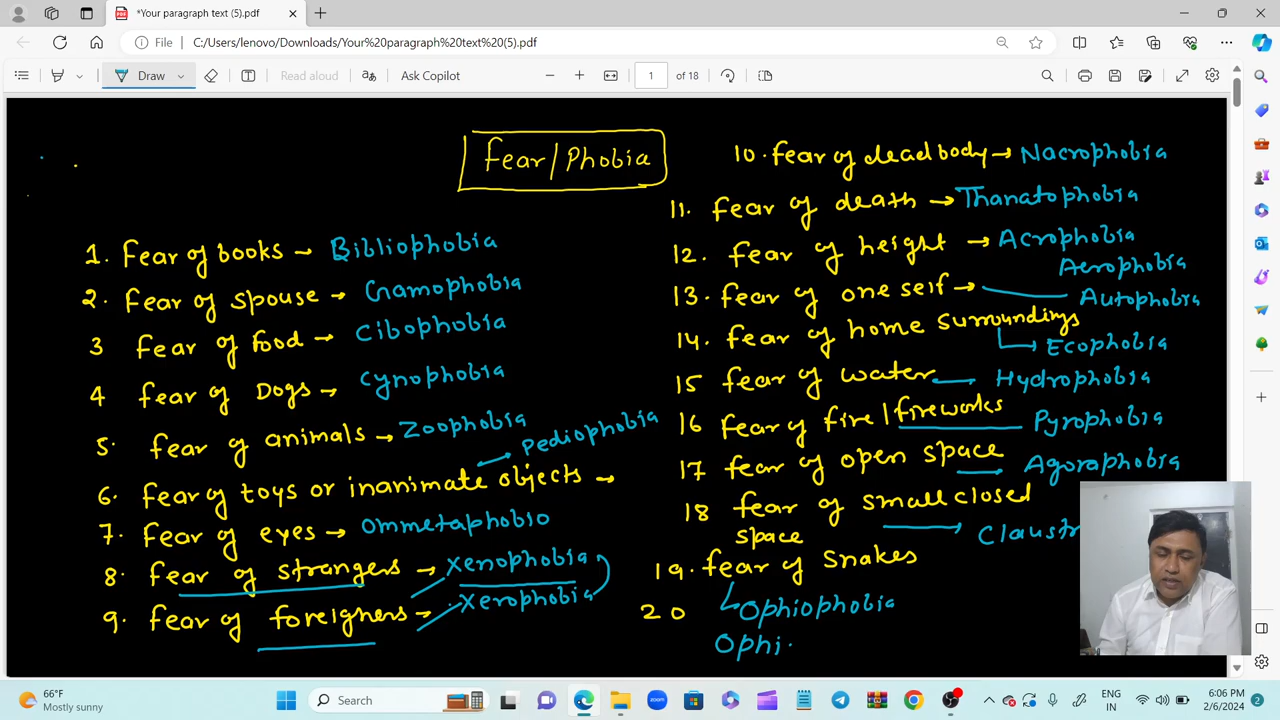 *Your paragraph text (5).pdf
File
C:/Users/lenovo/Downloads/Your%20paragraph%20text%20(5).pdf
Draw
Read aloud
Ask Copilot
1 of 18
Fear/Phobia
1. Fear of books → Bibliophobia
2. Fear of spouse → Gamophobia
3 Fear of food → Cibophobia
4 Fear of Dogs → Cynophobia
5. Fear of animals → Zoophobia
Pediophobia
6. Fear of toys or inanimate objects →
7. Fear of eyes → Ommetaphobio
8. Fear of strangers → Xenophobia
9. Fear of foreigners → Xerophobia
10. Fear of deadbody → Nacrophobia
11. Fear of death → Thanatophobia
12. Fear of height → Acrophobia
Aerophobia
13. Fear of one self → Autophobia
14. Fear of home surroundings
Ecophobia
15 Fear of water Hydrophobia
16 Fear of fire/fireworks Pyrophobia
17 Fear of open space Agoraphobia
18 Fear of small closed
space Claustr
19. Fear of snakes
20 Ophiophobia
Ophi
66°F
Mostly sunny
Search
zoom
ENG
IN
6:06 PM
2/6/2024
2